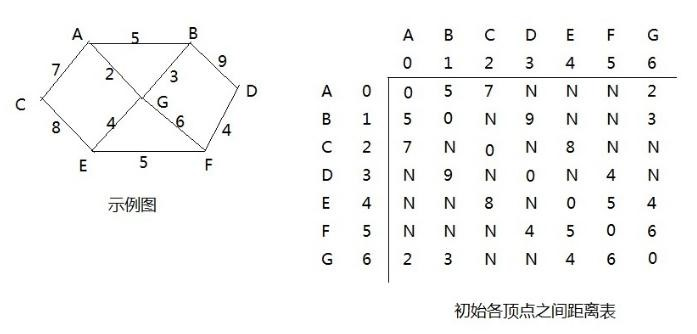 A 5 B
7 2 3 9
C G D
8 4 6 4
E 5 F
示例图
A B C D E F G
0 1 2 3 4 5 6
A 0 0 5 7 N N N 2
B 1 5 0 N 9 N N 3
C 2 7 N 0 N 8 N N
D 3 N 9 N 0 N 4 N
E 4 N N 8 N 0 5 4
F 5 N N N 4 5 0 6
G 6 2 3 N N 4 6 0
初始各顶点之间距离表